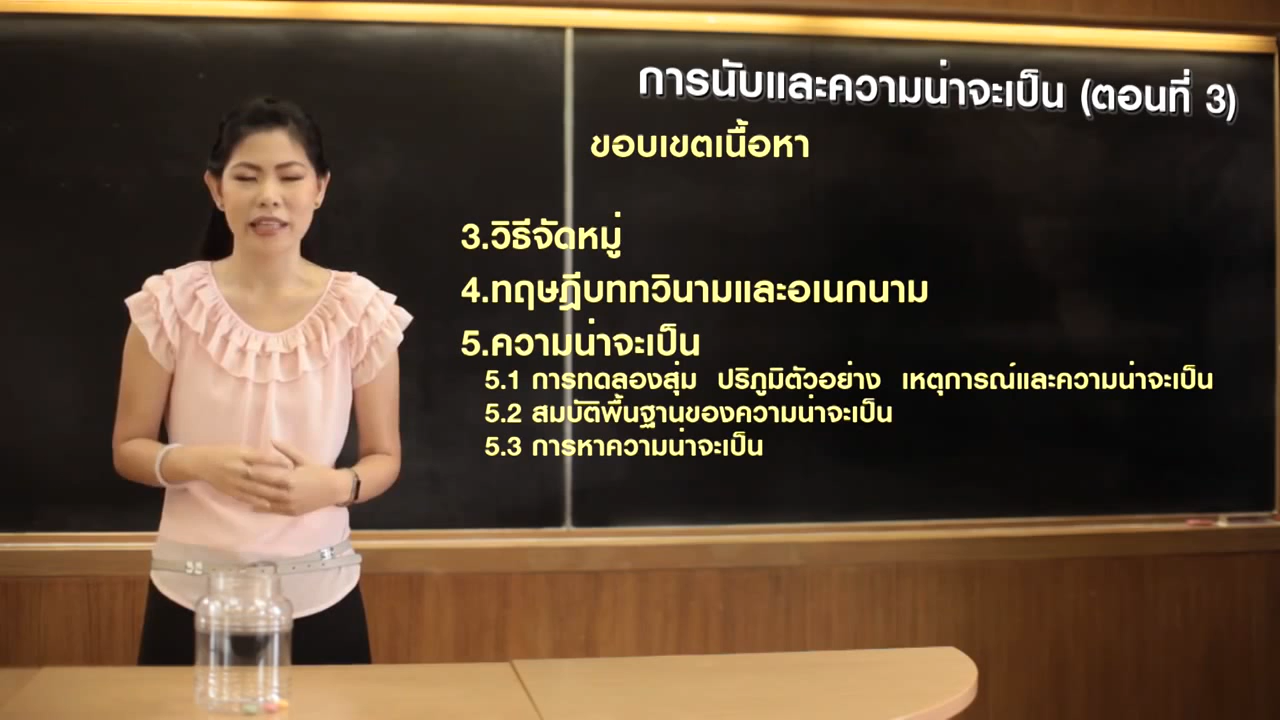 การนับและความน่าจะเป็น (ตอนที่ 3)
ขอบเขตเนื้อหา
3.วิธีจัดหมู่
4.ทฤษฎีบททวินามและอเนกนาม
5.ความน่าจะเป็น
5.1 การทดลองสุ่ม ปริภูมิตัวอย่าง เหตุการณ์และความน่าจะเป็น
5.2 สมบัติพื้นฐานของความน่าจะเป็น
5.3 การหาความน่าจะเป็น